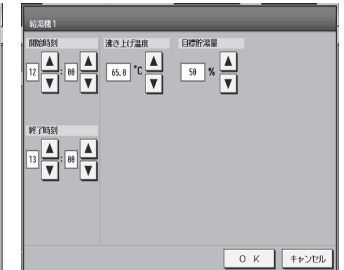 給湯機1
開始時刻 沸き上げ温度 目標貯湯量
12 : 00 65.0 °C 50 %
終了時刻
13 : 00
OK キャンセル